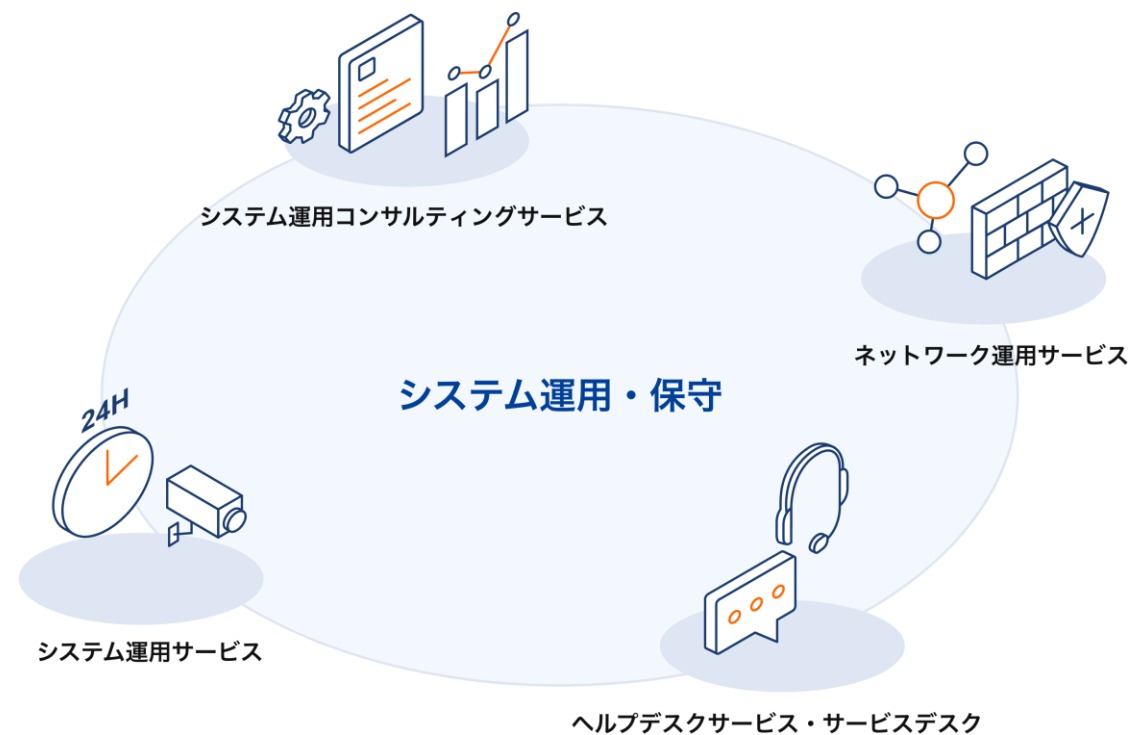 システム運用コンサルティングサービス
ネットワーク運用サービス
システム運用・保守
24H
システム運用サービス
ヘルプデスクサービス・サービスデスク